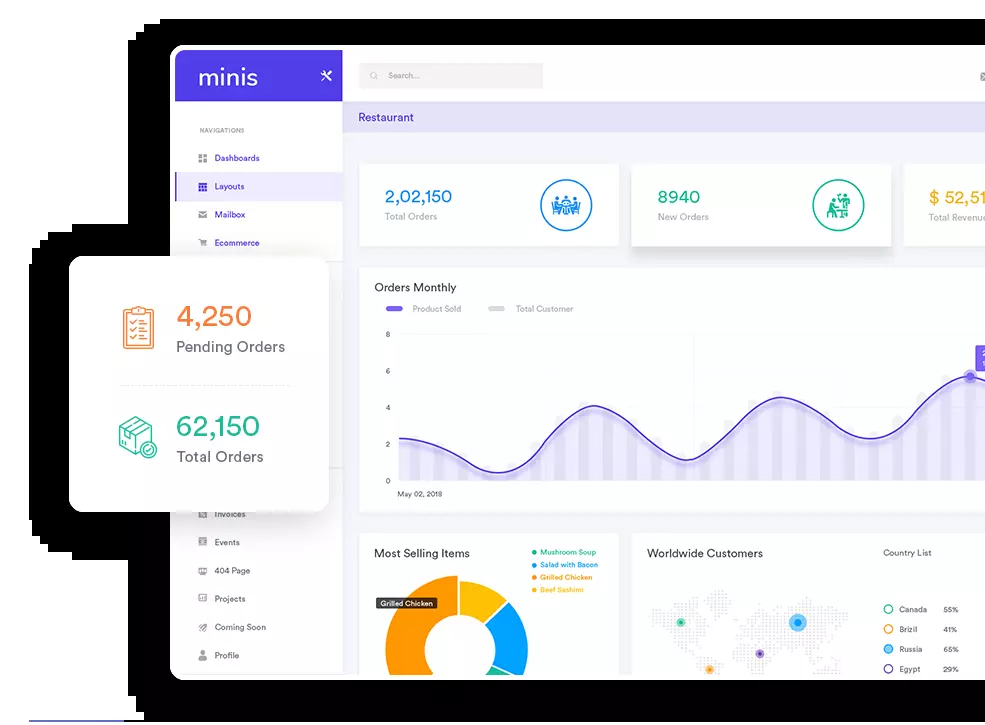 minis
Search...
Restaurant
NAVIGATIONS
Dashboards
Layouts
Mailbox
Ecommerce
2,02,150
Total Orders
8940
New Orders
$ 52,51
Total Revenue
4,250
Pending Orders
62,150
Total Orders
Orders Monthly
Product Sold
Total Customer
8
6
4
2
0
May 02, 2018
Invoices
Events
404 Page
Projects
Coming Soon
Profile
Most Selling Items
Mushroom Soup
Salad with Bacon
Grilled Chicken
Beef Sashimi
Grilled Chicken
Worldwide Customers
Country List
Canada 55%
Brizil 41%
Russia 65%
Egypt 29%